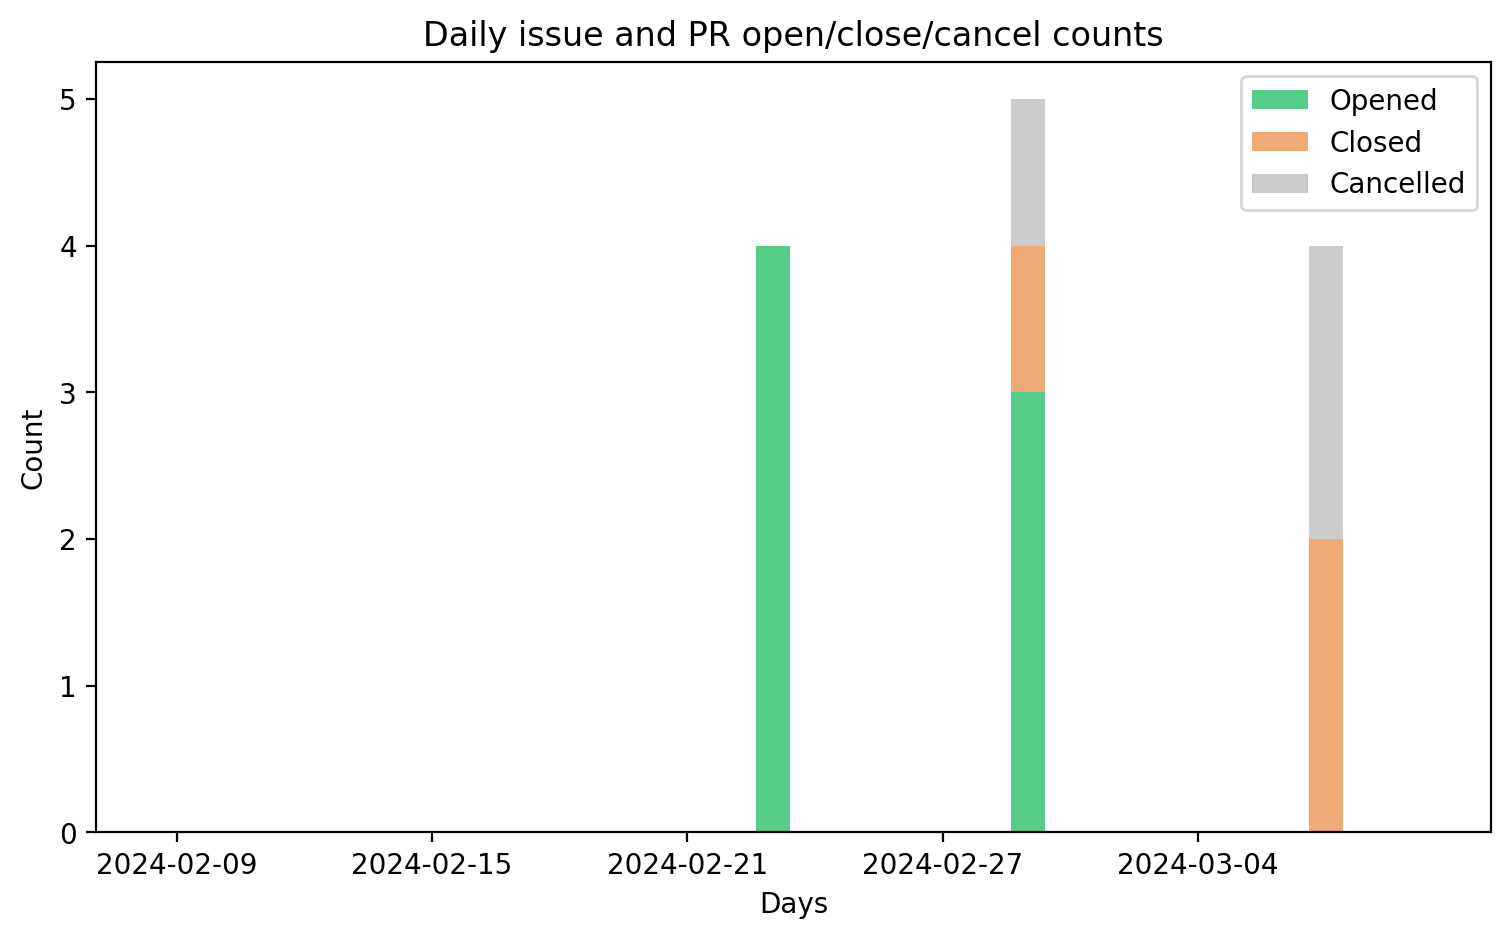 Daily issue and PR open/close/cancel counts
Opened
Closed
Cancelled
5
4
3
2
1
0
Count
2024-02-09
2024-02-15
2024-02-21
2024-02-27
2024-03-04
Days